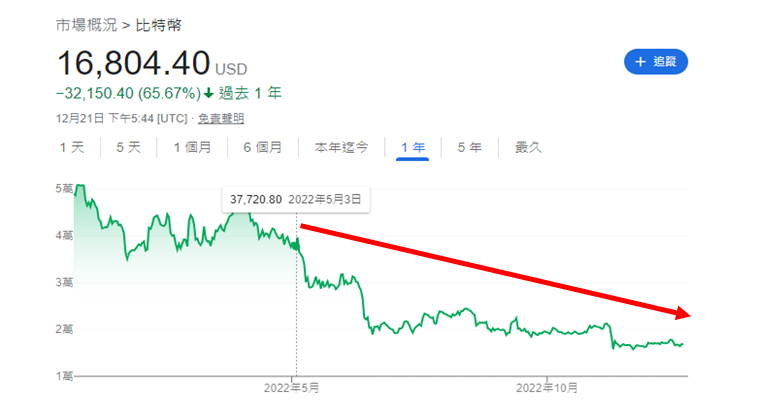 市場概況 > 比特幣
16,804.40 USD
+ 追蹤
−32,150.40 (65.67%) 過去 1 年
12月21日 下午5:44 [UTC] · 免責聲明
1 天 5 天 1 個月 6 個月 本年迄今 1 年 5 年 最久
37,720.80 2022年5月3日
5萬
4萬
3萬
2萬
1萬
2022年5月 2022年10月